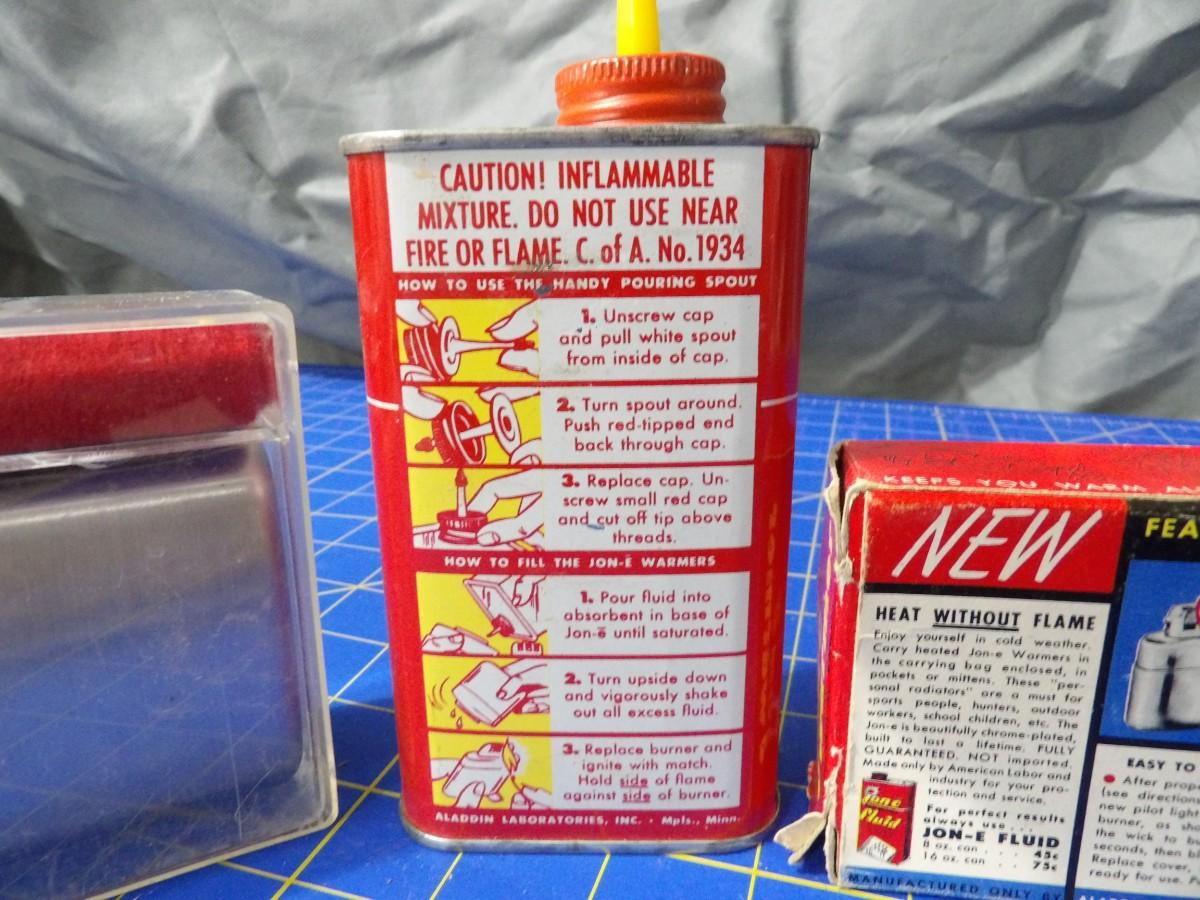 CAUTION! INFLAMMABLE
MIXTURE. DO NOT USE NEAR
FIRE OR FLAME. C. of A. No. 1934
HOW TO USE THE HANDY POURING SPOUT
1. Unscrew cap
and pull white spout
from inside of cap.
2. Turn spout around.
Push red-tipped end
back through cap.
3. Replace cap. Un-
screw small red cap
and cut off tip above
threads.
HOW TO FILL THE JON-Ē WARMERS
1. Pour fluid into
absorbent in base of
Jon-ē until saturated.
2. Turn upside down
and vigorously shake
out all excess fluid.
3. Replace burner and
ignite with match.
Hold side of flame
against side of burner.
ALADDIN LABORATORIES, INC. · Mpls., Minn.
KEEPS YOU WARM
NEW
HEAT WITHOUT FLAME
Enjoy yourself in cold weather.
Carry heated Jon-e Warmers in
the carrying bag enclosed, in
pockets or mittens. These "per-
sonal radiators" are a must for
sports people, hunters, outdoor
workers, school children, etc. The
Jon-e is beautifully chrome-plated,
built to last a lifetime. FULLY
GUARANTEED. NOT imported.
Made only by American Labor and
industry for your pro-
tection and service.
Jon-e
fluid
For perfect results
always use . . .
JON-E FLUID
8 oz. can . . . 45c
16 oz. can . . . 75c
MANUFACTURED ONLY BY
FEA
EASY TO
• After prop
(see direction
new pilot light
burner, as sh
the wick to bu
seconds, then bl
Replace cover,
ready for use.